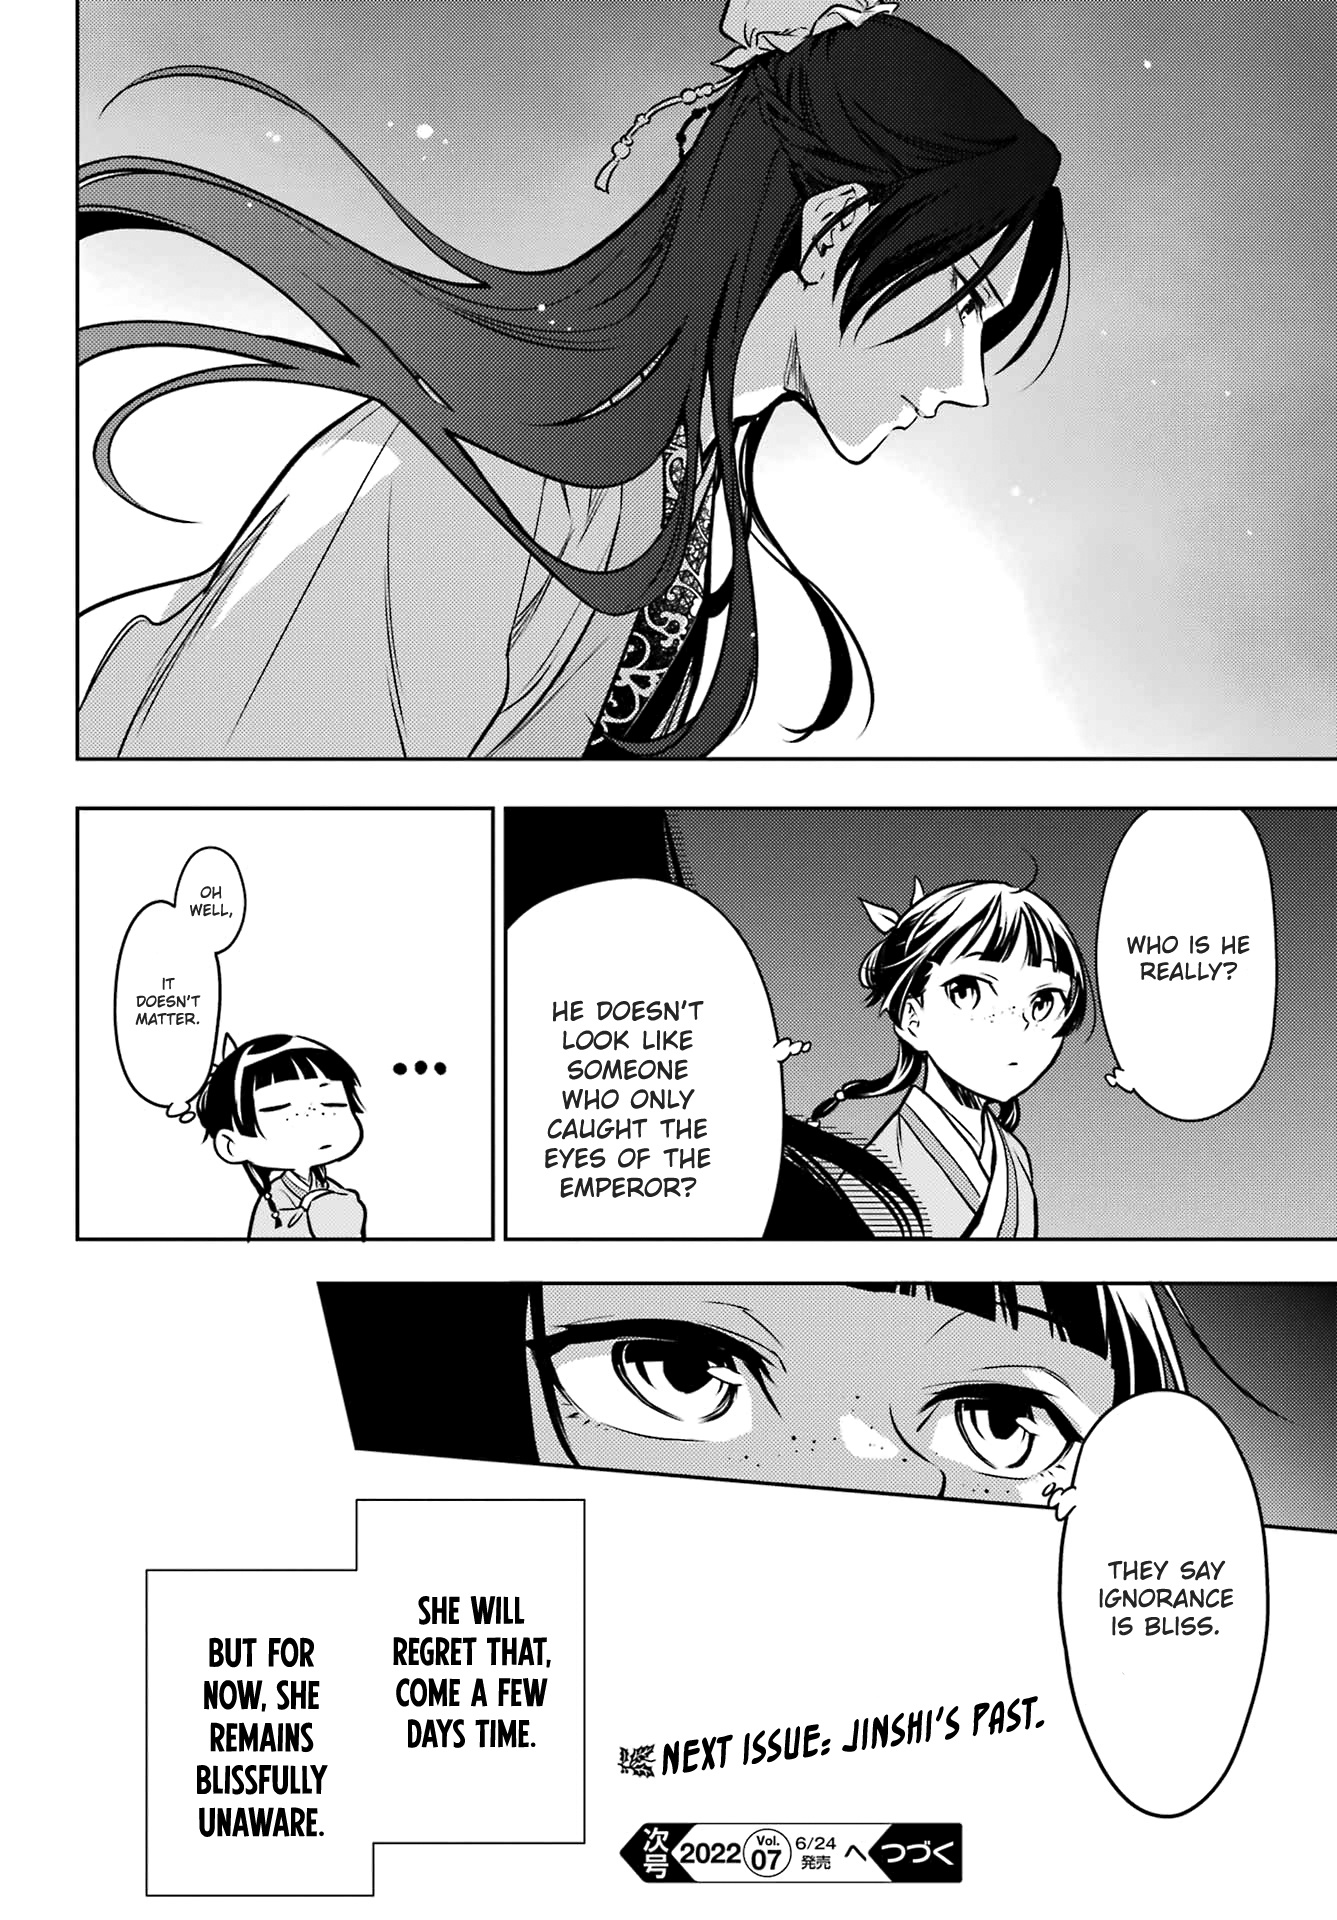 WHO IS HE
REALLY?
HE DOESN'T
LOOK LIKE
SOMEONE
WHO ONLY
CAUGHT THE
EYES OF THE
EMPEROR?
OH
WELL,
IT
DOESN'T
MATTER.
THEY SAY
IGNORANCE
IS BLISS.
SHE WILL
REGRET THAT,
COME A FEW
DAYS TIME.
BUT FOR
NOW, SHE
REMAINS
BLISSFULLY
UNAWARE.
NEXT ISSUE: JINSHI'S PAST.
次号 2022 Vol. 07 6/24 発売 へ つづく